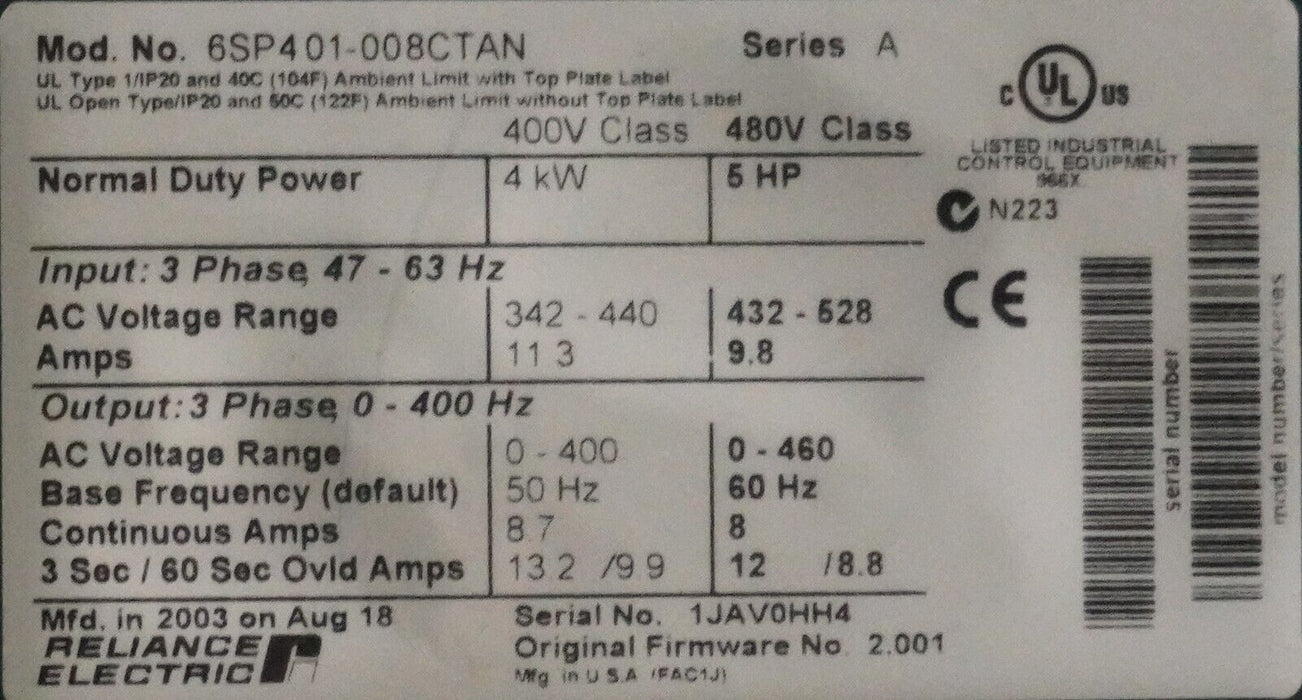 Mod. No. 6SP401-008CTAN Series A
UL Type 1/IP20 and 40C (104F) Ambient Limit with Top Plate Label
UL Open Type/IP20 and 50C (122F) Ambient Limit without Top Plate Label
C UL US
LISTED INDUSTRIAL
CONTROL EQUIPMENT
966X
N223
CE
400V Class 480V Class
Normal Duty Power 4 kW 5 HP
Input: 3 Phase, 47 - 63 Hz
AC Voltage Range 342 - 440 432 - 528
Amps 11.3 9.8
Output: 3 Phase, 0 - 400 Hz
AC Voltage Range 0 - 400 0 - 460
Base Frequency (default) 50 Hz 60 Hz
Continuous Amps 8.7 8
3 Sec / 60 Sec Ovld Amps 13.2 /9.9 12 /8.8
Mfd. in 2003 on Aug 18 Serial No. 1JAV0HH4
RELIANCE
ELECTRIC
Original Firmware No. 2.001
Mfg in U.S.A. (FAC1J)
serial number
model number/series